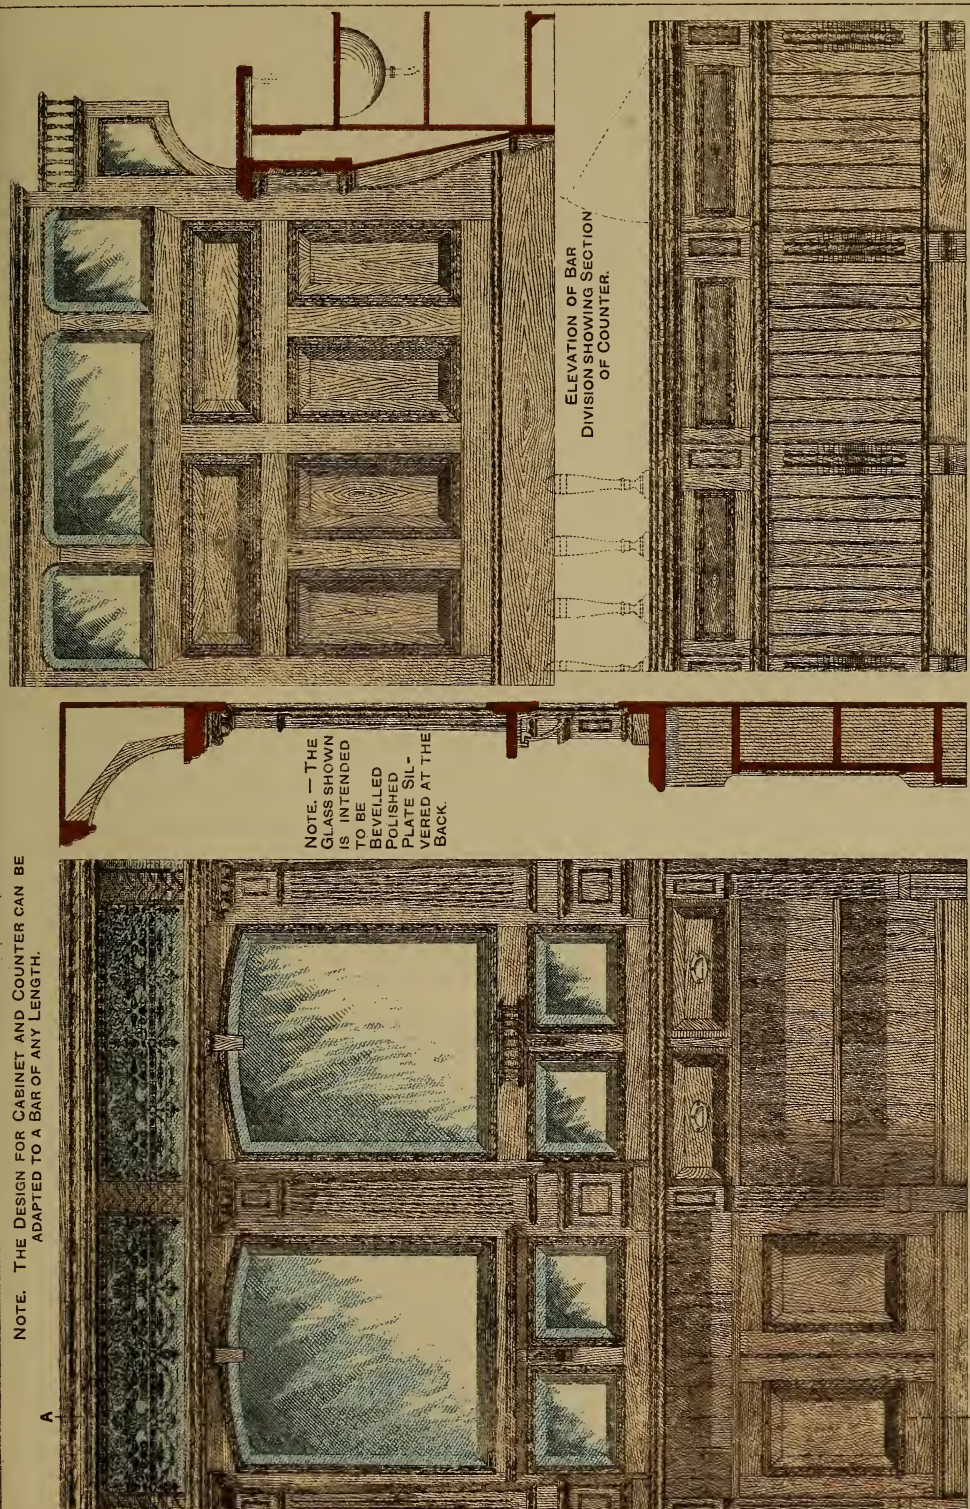 NOTE. THE DESIGN FOR CABINET AND COUNTER CAN BE
ADAPTED TO A BAR OF ANY LENGTH.
A
NOTE. — THE
GLASS SHOWN
IS INTENDED
TO BE
BEVELLED
POLISHED
PLATE SIL-
VERED AT THE
BACK.
ELEVATION OF BAR
DIVISION SHOWING SECTION
OF COUNTER.